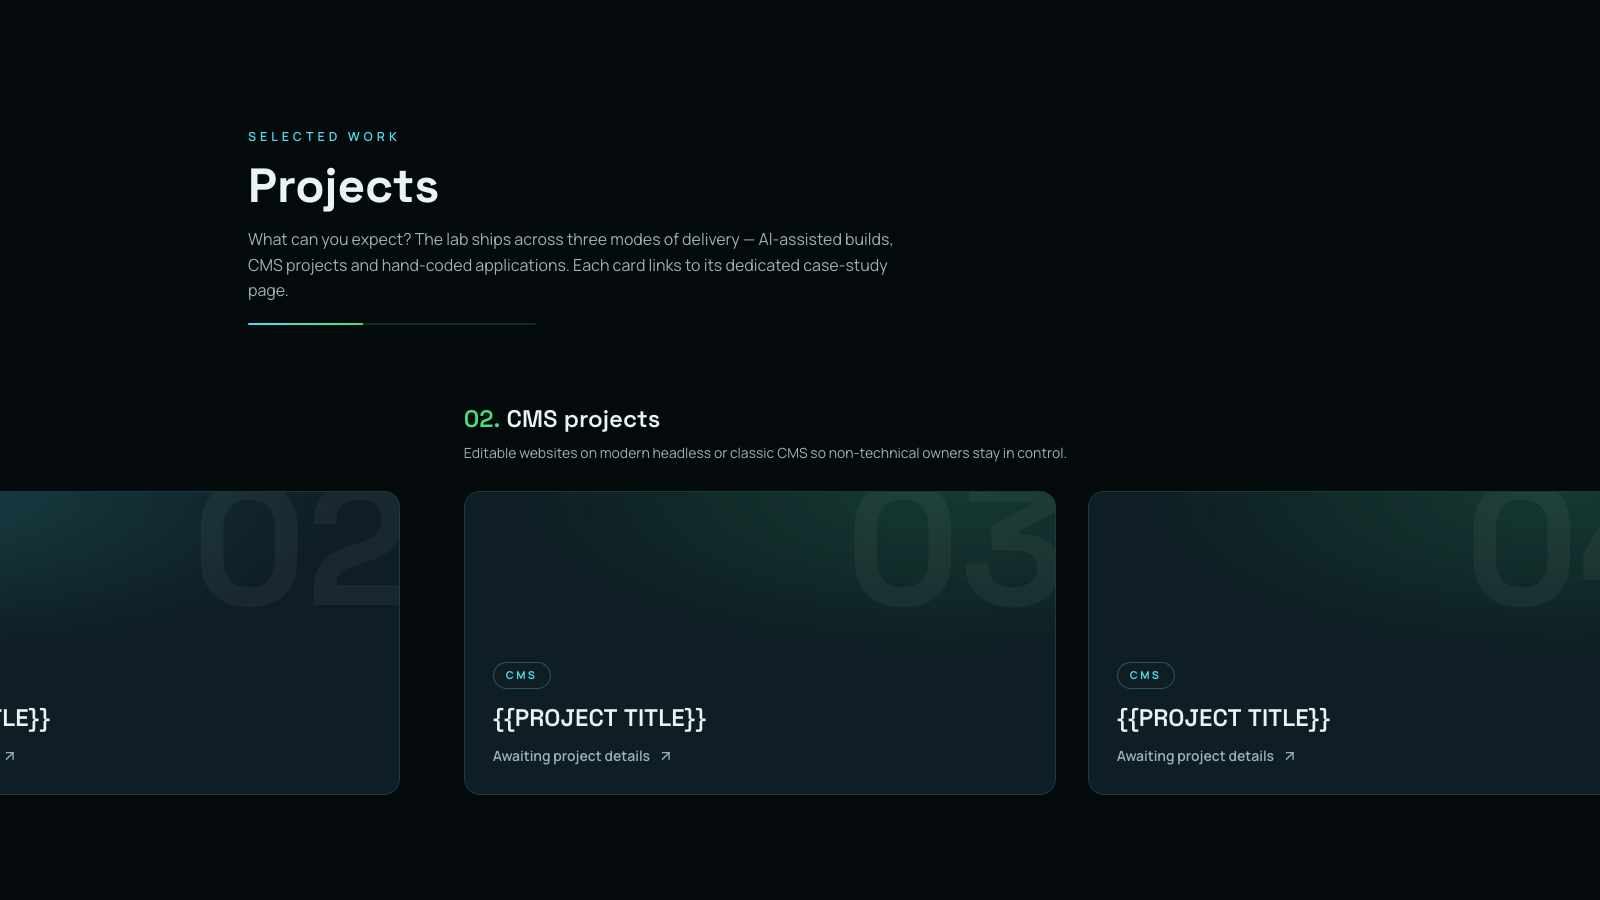 SELECTED WORK
Projects
What can you expect? The lab ships across three modes of delivery — AI-assisted builds,
CMS projects and hand-coded applications. Each card links to its dedicated case-study
page.
02. CMS projects
Editable websites on modern headless or classic CMS so non-technical owners stay in control.
02
03
04
CMS
CMS
TLE}}
{{PROJECT TITLE}}
{{PROJECT TITLE}}
Awaiting project details
Awaiting project details